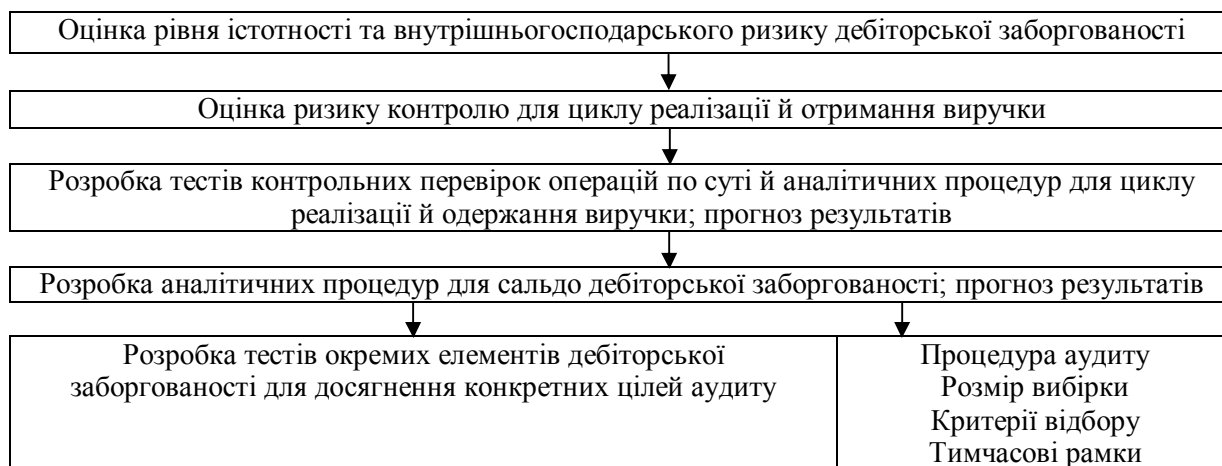 Оцінка рівня істотності та внутрішньогосподарського ризику дебіторської заборгованості
Оцінка ризику контролю для циклу реалізації й отримання виручки
Розробка тестів контрольних перевірок операцій по суті й аналітичних процедур для циклу
реалізації й одержання виручки; прогноз результатів
Розробка аналітичних процедур для сальдо дебіторської заборгованості; прогноз результатів
Розробка тестів окремих елементів дебіторської
заборгованості для досягнення конкретних цілей аудиту
Процедура аудиту
Розмір вибірки
Критерії відбору
Тимчасові рамки